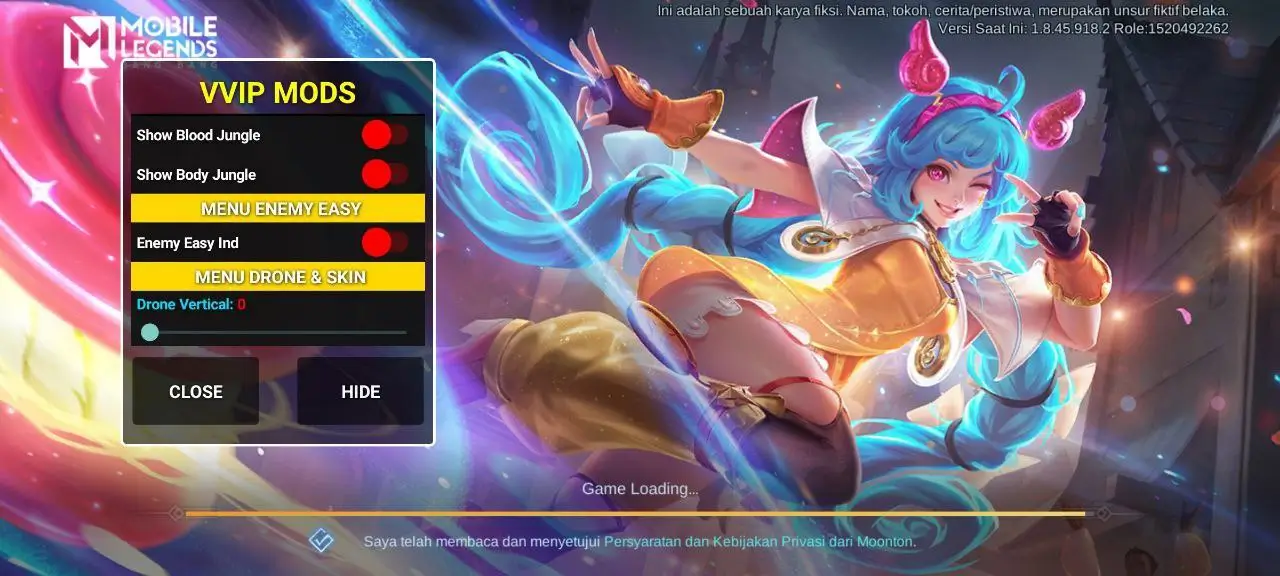 Ini adalah sebuah karya fiksi. Nama, tokoh, cerita/peristiwa, merupakan unsur fiktif belaka.
Versi Saat Ini: 1.8.45.918.2 Role:1520492262
MOBILE
LEGENDS
BANG BANG
VVIP MODS
Show Blood Jungle
Show Body Jungle
MENU ENEMY EASY
Enemy Easy Ind
MENU DRONE & SKIN
Drone Vertical: 0
CLOSE
HIDE
Game Loading...
Saya telah membaca dan menyetujui Persyaratan dan Kebijakan Privasi dari Moonton.